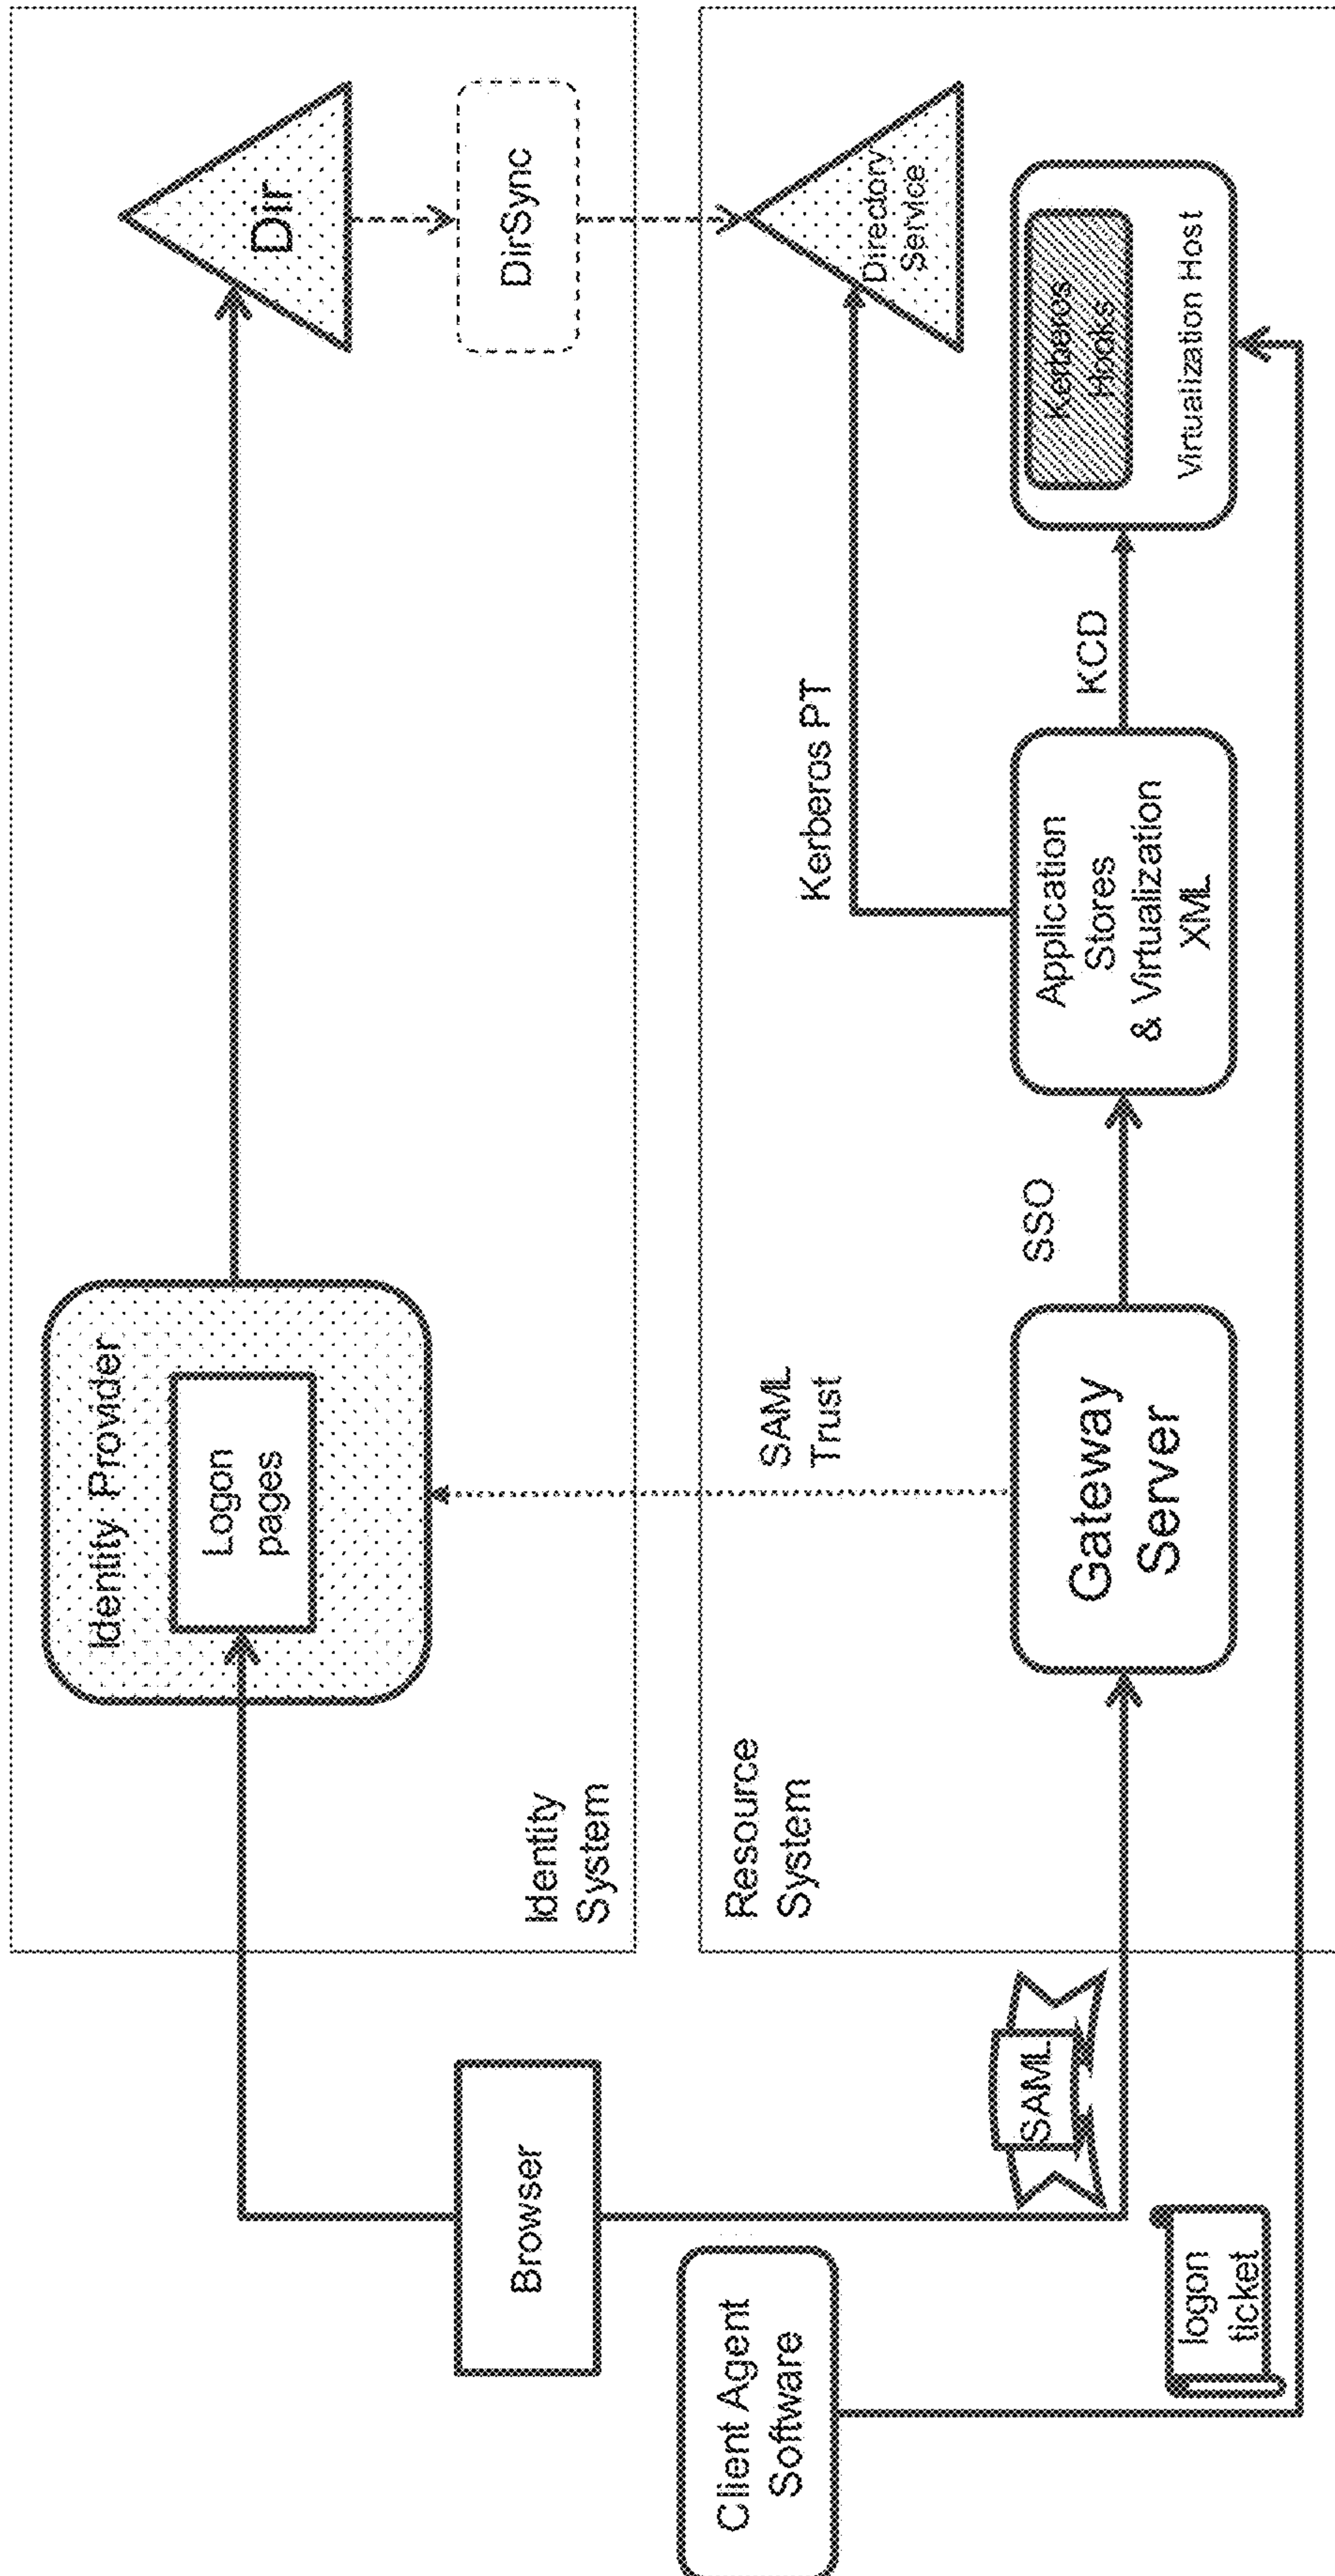 Identity Provider
Logon
pages
Dir
DirSync
Identity
System
Browser
Client Agent
Software
SAML
logon
ticket
Resource
System
SAML
Trust
Gateway
Server
SSO
Application
Stores
& Virtualization
XML
Kerberos PT
KCD
Directory
Service
Kerberos
Hooks
Virtualization Host